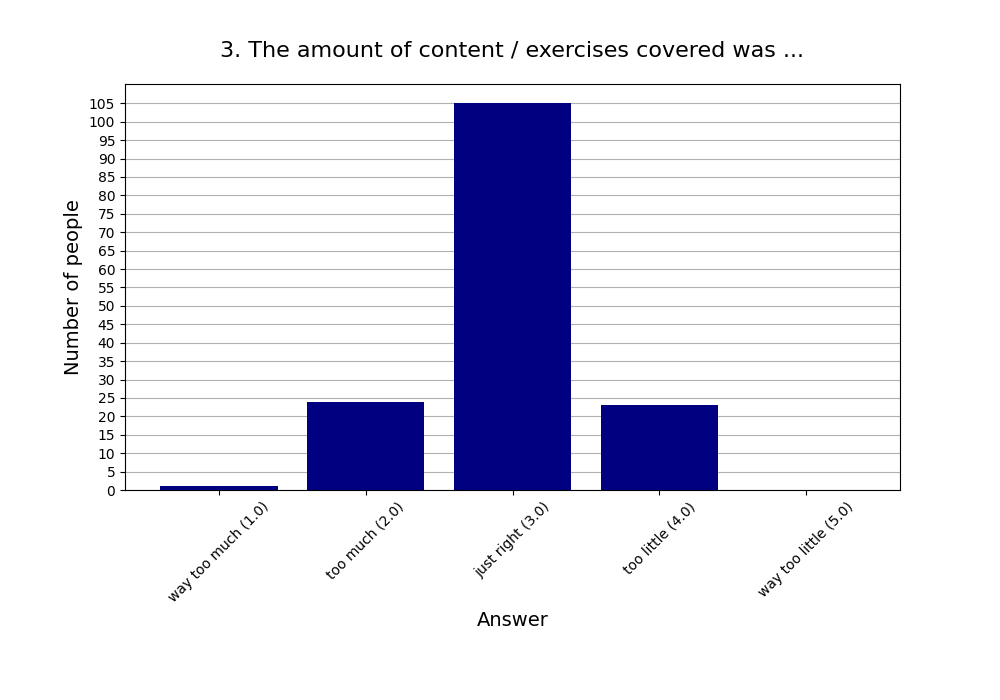 3. The amount of content / exercises covered was ...
Number of people
105
100
95
90
85
80
75
70
65
60
55
50
45
40
35
30
25
20
15
10
5
0
way too much (1.0)
too much (2.0)
just right (3.0)
too little (4.0)
way too little (5.0)
Answer